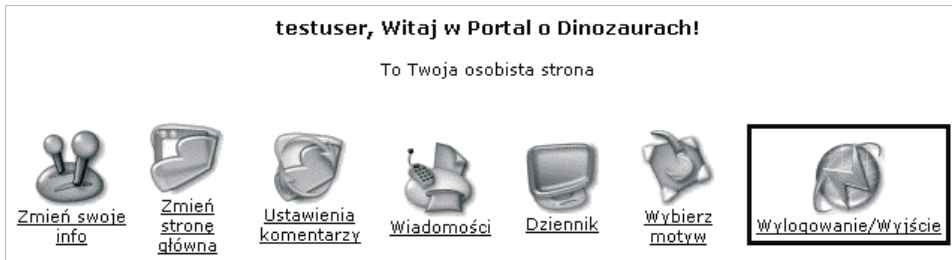 testuser, Witaj w Portal o Dinozaurach!
To Twoja osobista strona
Zmień swoje
info
Zmień
stronę
główna
Ustawienia
komentarzy
Wiadomości
Dziennik
Wybierz
motyw
Wylogowanie/Wyjście